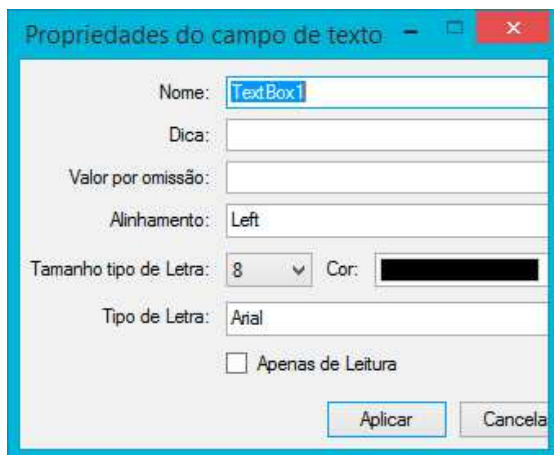 Propriedades do campo de texto
Nome: TextBox1
Dica:
Valor por omissão:
Alinhamento: Left
Tamanho tipo de Letra: 8 Cor:
Tipo de Letra: Arial
Apenas de Leitura
Aplicar Cancela